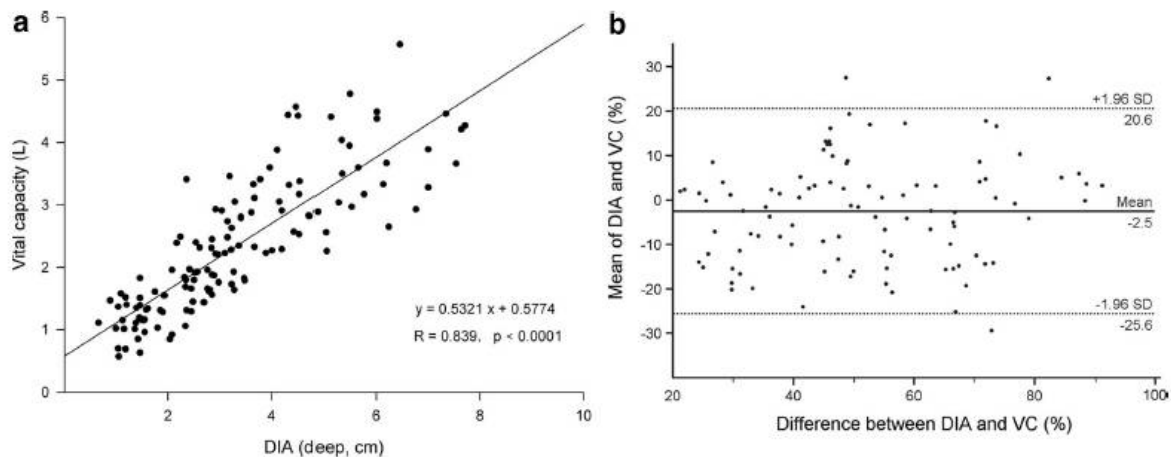 a
6
5
4
3
2
1
0
Vital capacity (L)
y = 0.5321 x + 0.5774
R = 0.839, p < 0.0001
2
4
6
8
10
DIA (deep, cm)
b
30
20
10
0
-10
-20
-30
Mean of DIA and VC (%)
+1.96 SD
20.6
Mean
-2.5
-1.96 SD
-25.6
20
40
60
80
100
Difference between DIA and VC (%)